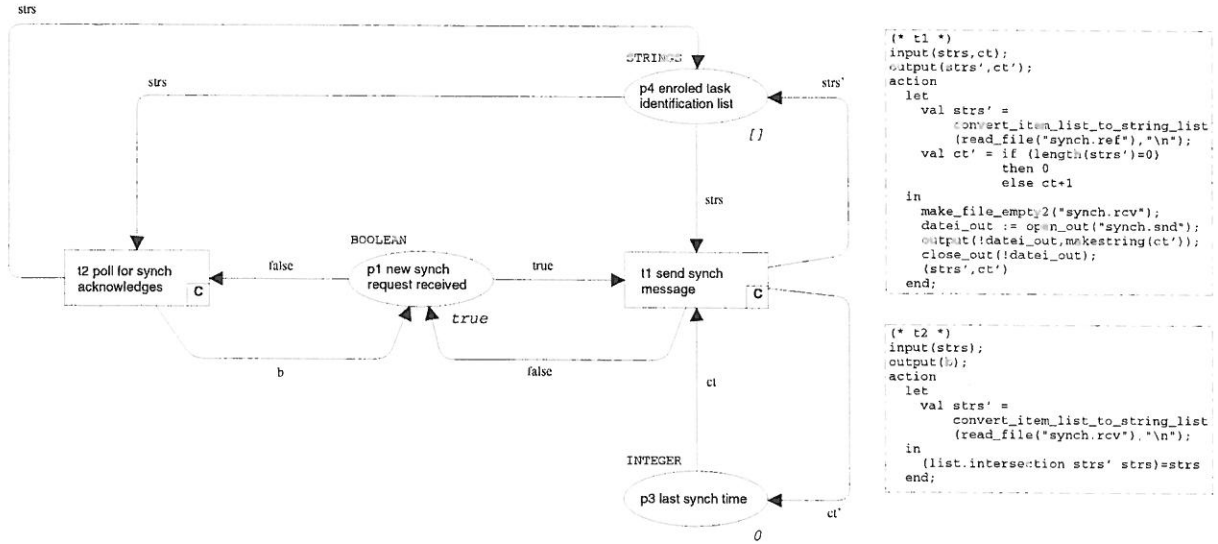 strs
STRINGS
p4 enroled task
identification list
[]
strs
strs'
strs
BOOLEAN
p1 new synch
request received
true
false
true
t2 poll for synch
acknowledges
C
t1 send synch
message
C
b
false
ct
INTEGER
p3 last synch time
0
ct'
(* t1 *)
input(strs,ct);
output(strs',ct');
action
let
val strs' =
convert_item_list_to_string_list
(read_file("synch.ref"),"\n");
val ct' = if (length(strs')=0)
then 0
else ct+1
in
make_file_empty2("synch.rcv");
datei_out := open_out("synch.snd");
output(!datei_out,makestring(ct'));
close_out(!datei_out);
(strs',ct')
end;
(* t2 *)
input(strs);
output(b);
action
let
val strs' =
convert_item_list_to_string_list
(read_file("synch.rcv"),"\n");
in
(list.intersection strs' strs)=strs
end;